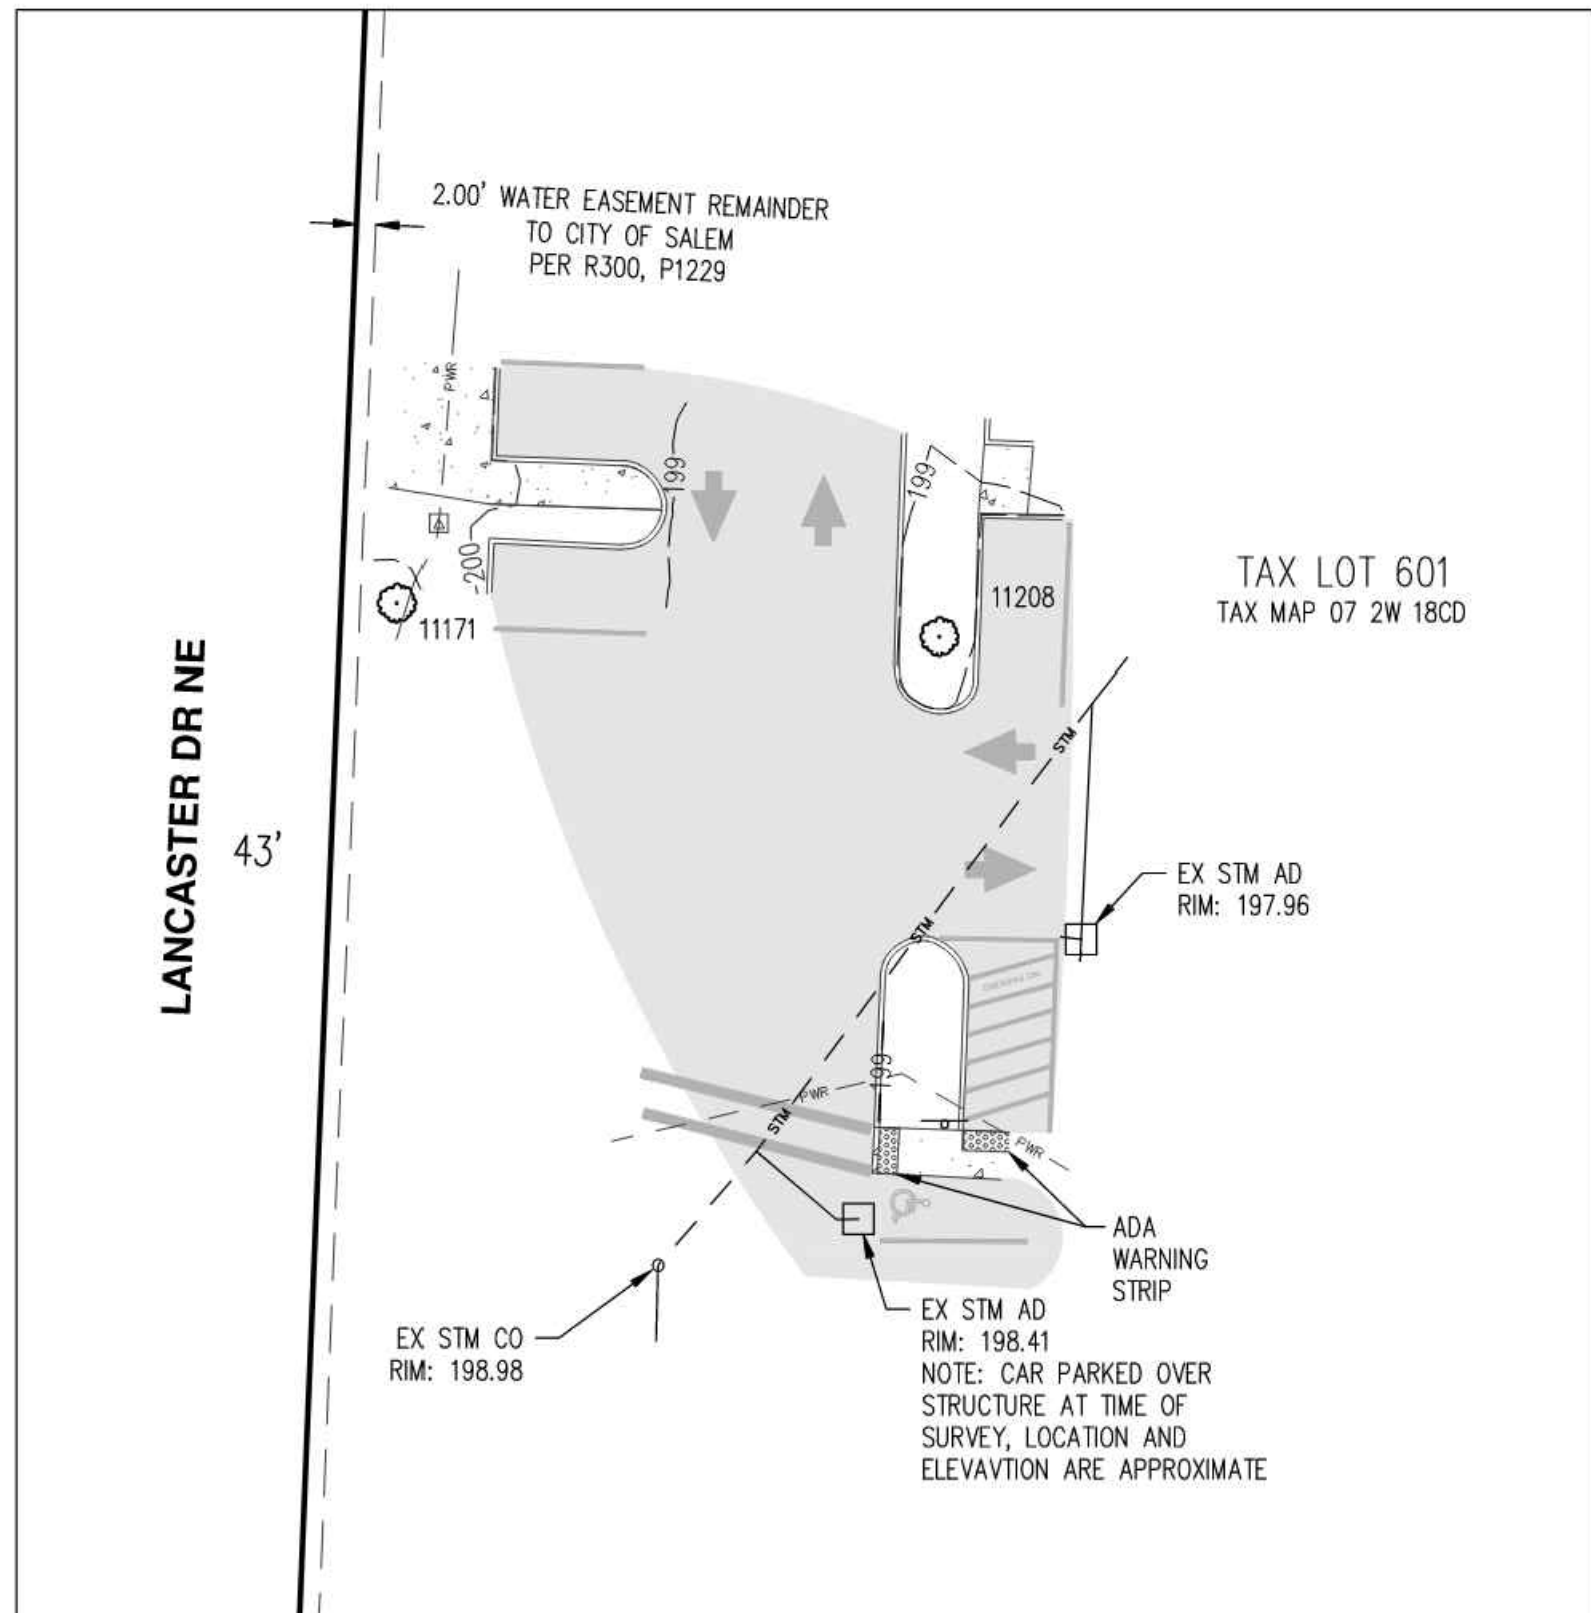 2.00' WATER EASEMENT REMAINDER
TO CITY OF SALEM
PER R300, P1229
PWR
199
199
200
11171
11208
TAX LOT 601
TAX MAP 07 2W 18CD
LANCASTER DR NE
43'
STM
EX STM AD
RIM: 197.96
STM
199
PWR
STM
PWR
ADA
WARNING
STRIP
EX STM CO
RIM: 198.98
EX STM AD
RIM: 198.41
NOTE: CAR PARKED OVER
STRUCTURE AT TIME OF
SURVEY, LOCATION AND
ELEVAVTION ARE APPROXIMATE